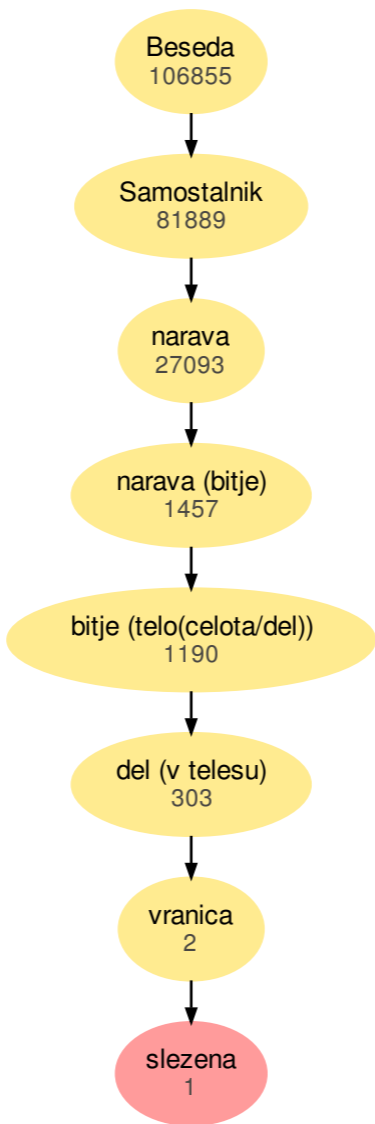 Beseda
106855
Samostalnik
81889
narava
27093
narava (bitje)
1457
bitje (telo(celota/del))
1190
del (v telesu)
303
vranica
2
slezena
1